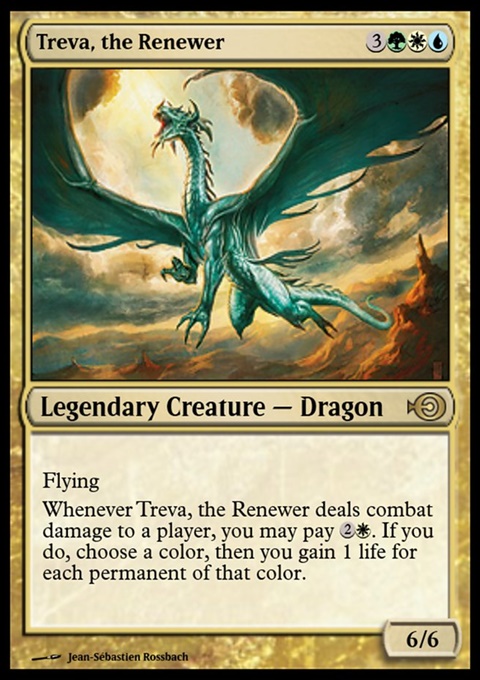 Treva, the Renewer 3
Legendary Creature — Dragon
Flying
Whenever Treva, the Renewer deals combat
damage to a player, you may pay 2. If you
do, choose a color, then you gain 1 life for
each permanent of that color.
6/6
Jean-Sébastien Rossbach